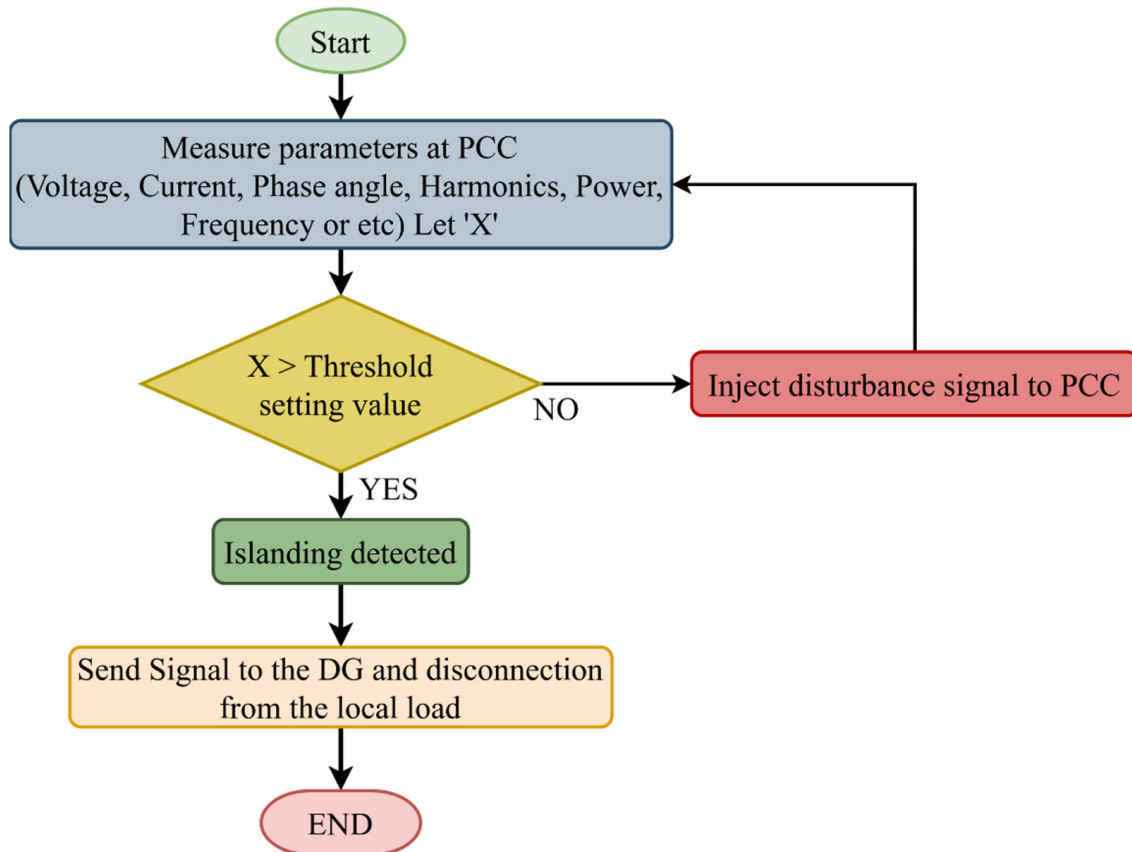 Start
Measure parameters at PCC
(Voltage, Current, Phase angle, Harmonics, Power,
Frequency or etc) Let 'X'
X > Threshold
setting value
NO
Inject disturbance signal to PCC
YES
Islanding detected
Send Signal to the DG and disconnection
from the local load
END